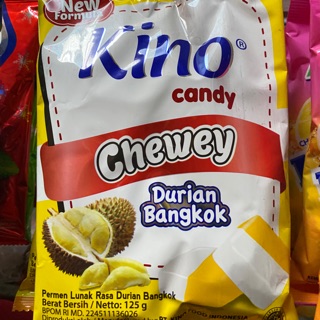 New
Formula
Kino®
candy
Chewey
Durian
Bangkok
Permen Lunak Rasa Durian Bangkok
Berat Bersih / Netto: 125 g
BPOM RI MD. 224511136026